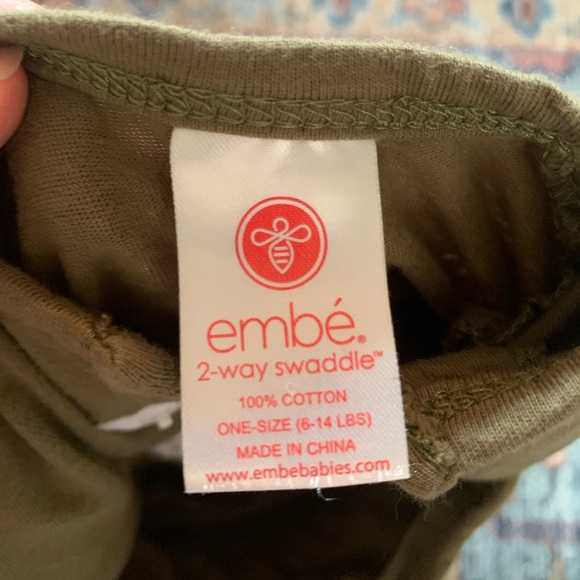 embé®
2-way swaddle™
100% COTTON
ONE-SIZE (6-14 LBS)
MADE IN CHINA
www.embebabies.com